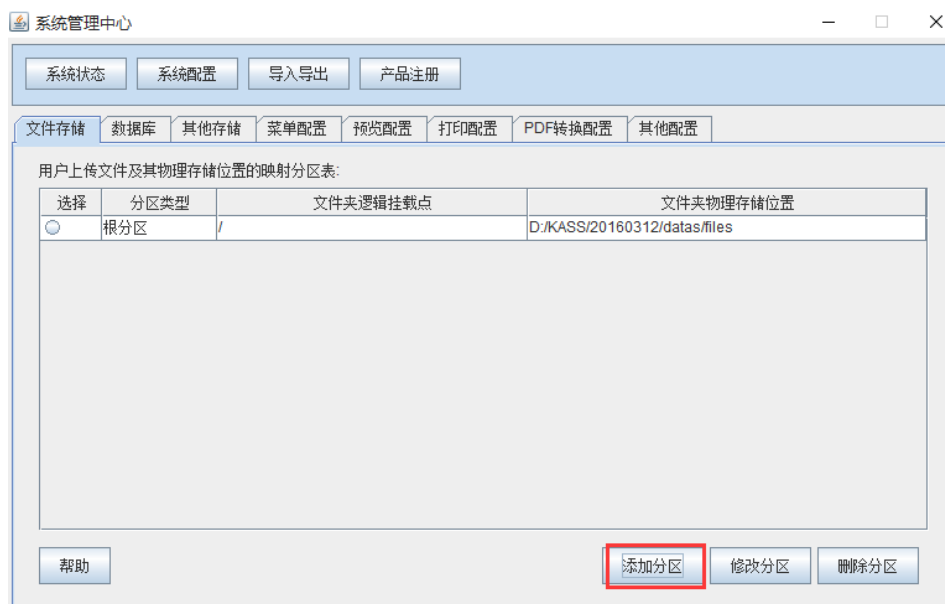 系统管理中心
系统状态 系统配置 导入导出 产品注册
文件存储 数据库 其他存储 菜单配置 预览配置 打印配置 PDF转换配置 其他配置
用户上传文件及其物理存储位置的映射分区表:
选择 分区类型 文件夹逻辑挂载点 文件夹物理存储位置
根分区 / D:/KASS/20160312/datas/files
帮助 添加分区 修改分区 删除分区